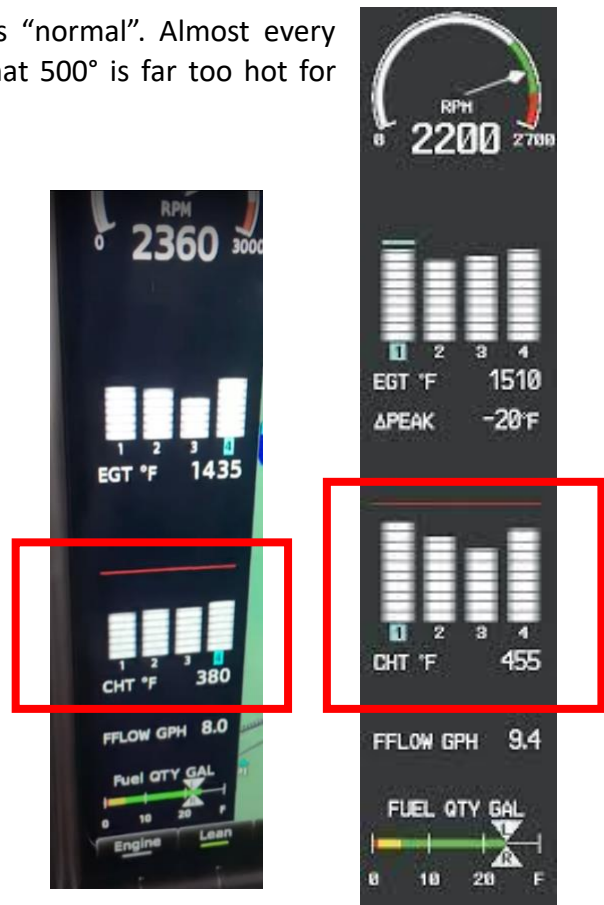 s “normal”. Almost every
hat 500° is far too hot for
RPM
0 2360 3000
1 2 3 4
EGT °F 1435
1 2 3 4
CHT °F 380
FFLOW GPH 8.0
Fuel QTY GAL
0 10 20 F
Engine Lean
RPM
0 2200 2700
1 2 3 4
EGT °F 1510
ΔPEAK -20°F
1 2 3 4
CHT °F 455
FFLOW GPH 9.4
FUEL QTY GAL
L
R
0 10 20 F